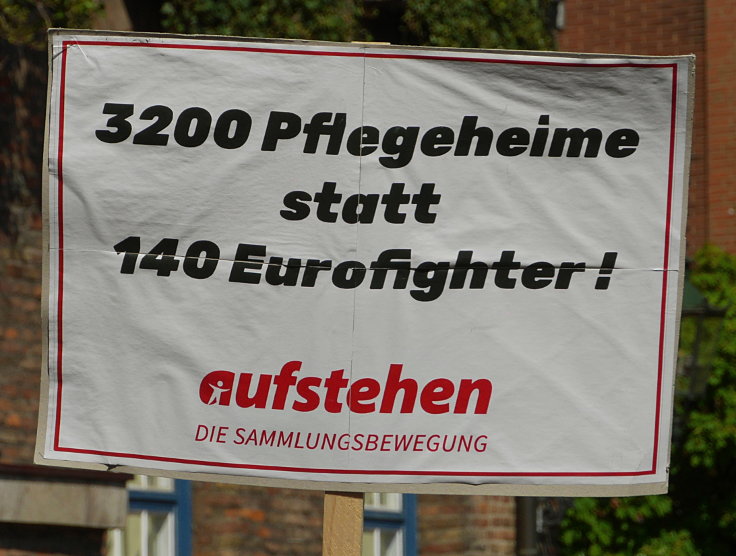 3200 Pflegeheime
statt
140 Eurofighter!
aufstehen
DIE SAMMLUNGSBEWEGUNG